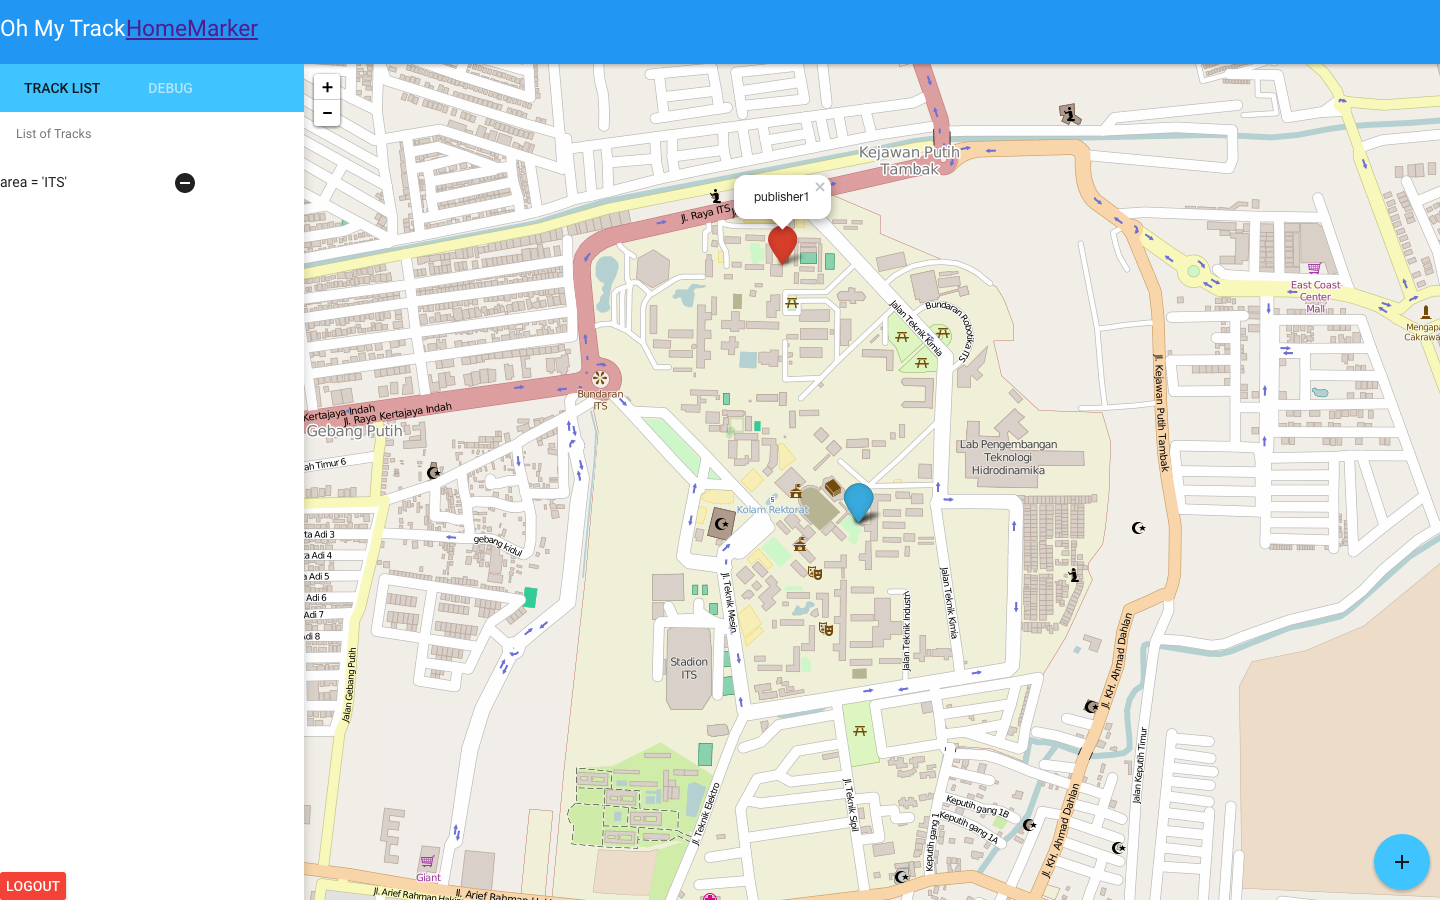 Oh My TrackHomeMarker
TRACK LIST
DEBUG
List of Tracks
area = 'ITS'
LOGOUT
+
-
Kejawan Putih
Tambak
publisher1
×
Jl. Raya ITS
Jalan Teknik Kimia
Bundaran Robotika ITS
East Coast
Center
Mall
Bundaran
ITS
Kertajaya Indah
Jl. Raya Kertajaya Indah
Gebang Putih
Jl. Kejawan Putih Tambak
Lab Pengembangan
Teknologi
Hidrodinamika
ah Timur 6
5
Kolam Rektorat
ta Adi 3
ta Adi 4
a Adi 5
Adi 6
Adi 7
adi 8
gebang kidul
Jl. Teknik Mesin
Jalan Teknik Kimia
Jalan Teknik Industri
Stadion
ITS
Jalan Gebang Putih
Jl. KH. Ahmad Dahlan
Jalan Keputih Timur
Jl. Teknik Elektro
Jl. Teknik Sipil
Keputih gang 1B
Keputih gang 1A
Keputih gang 1
Jl. KH. Ahmad Dahlan
Giant
Jl. Arief Rahman Hakim
Jl. Arief Rahman
+